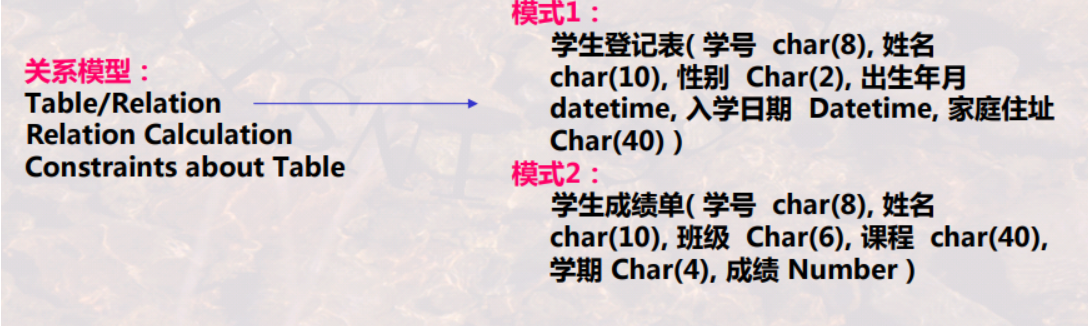 关系模型：
Table/Relation
Relation Calculation
Constraints about Table
模式1：
学生登记表( 学号 char(8), 姓名
char(10), 性别 Char(2), 出生年月
datetime, 入学日期 Datetime, 家庭住址
Char(40) )
模式2：
学生成绩单( 学号 char(8), 姓名
char(10), 班级 Char(6), 课程 char(40),
学期 Char(4), 成绩 Number )